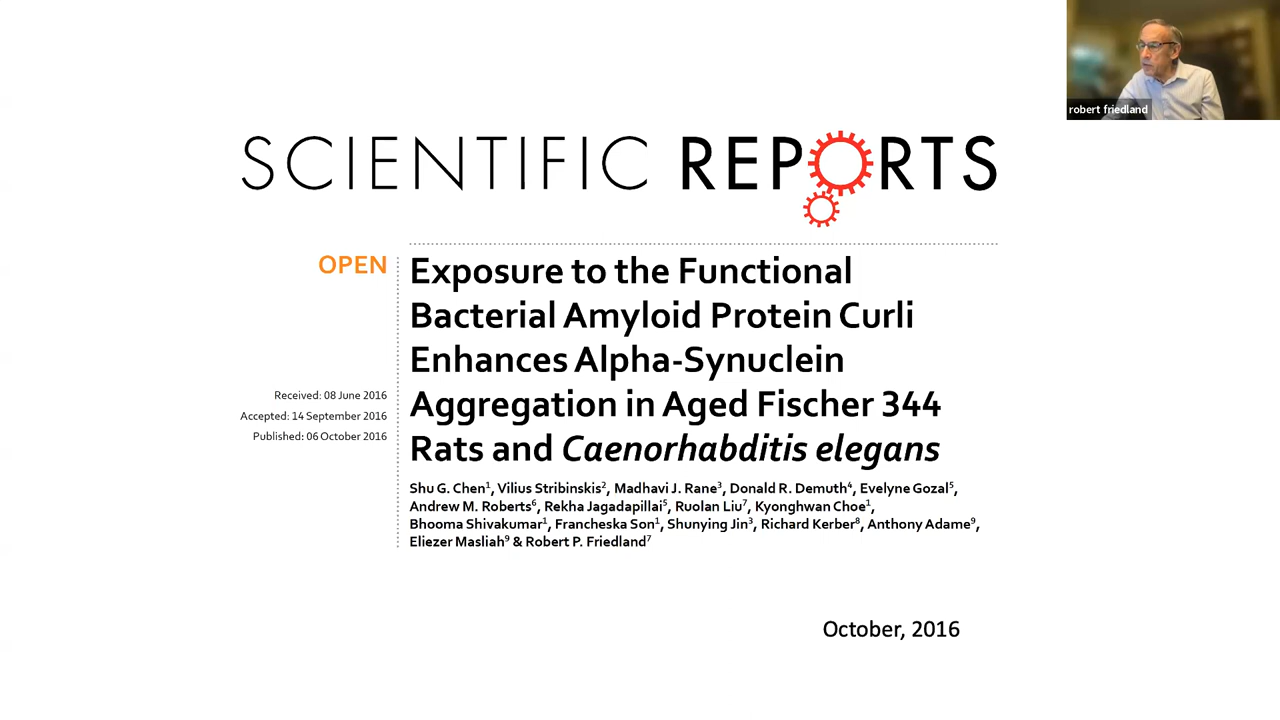 robert friedland
SCIENTIFIC REPORTS
OPEN
Exposure to the Functional
Bacterial Amyloid Protein Curli
Enhances Alpha-Synuclein
Aggregation in Aged Fischer 344
Rats and Caenorhabditis elegans
Received: 08 June 2016
Accepted: 14 September 2016
Published: 06 October 2016
Shu G. Chen1, Vilius Stribinskis2, Madhavi J. Rane3, Donald R. Demuth4, Evelyne Gozal5,
Andrew M. Roberts6, Rekha Jagadapillai5, Ruolan Liu7, Kyonghwan Choe1,
Bhooma Shivakumar1, Francheska Son1, Shunying Jin3, Richard Kerber8, Anthony Adame9,
Eliezer Masliah9 & Robert P. Friedland7
October, 2016